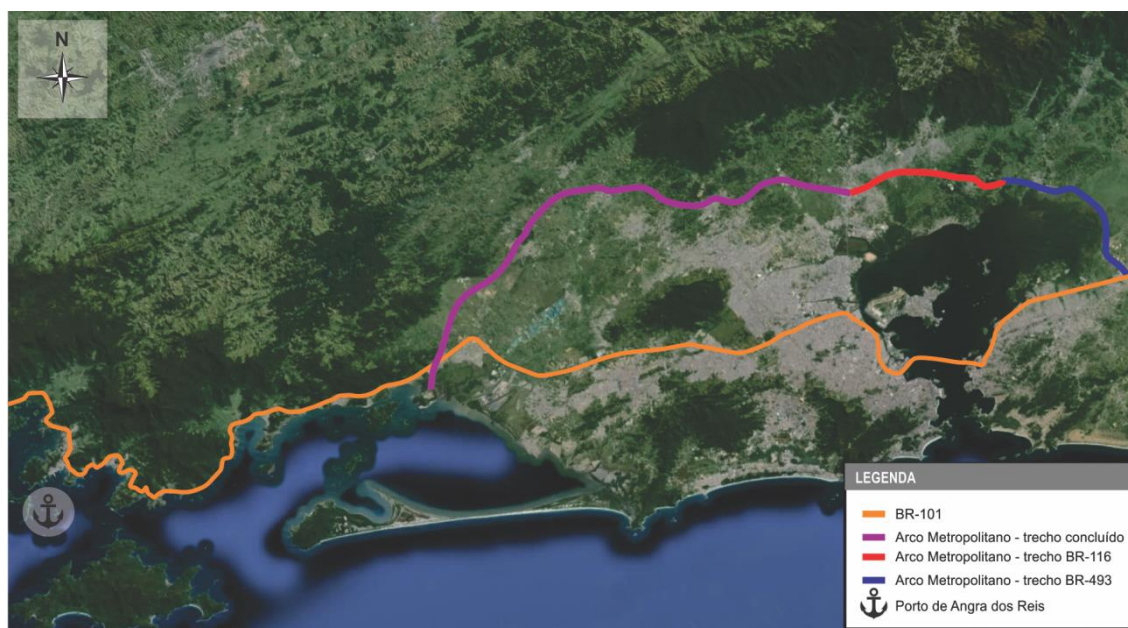 N
LEGENDA
BR-101
Arco Metropolitano - trecho concluído
Arco Metropolitano - trecho BR-116
Arco Metropolitano - trecho BR-493
Porto de Angra dos Reis